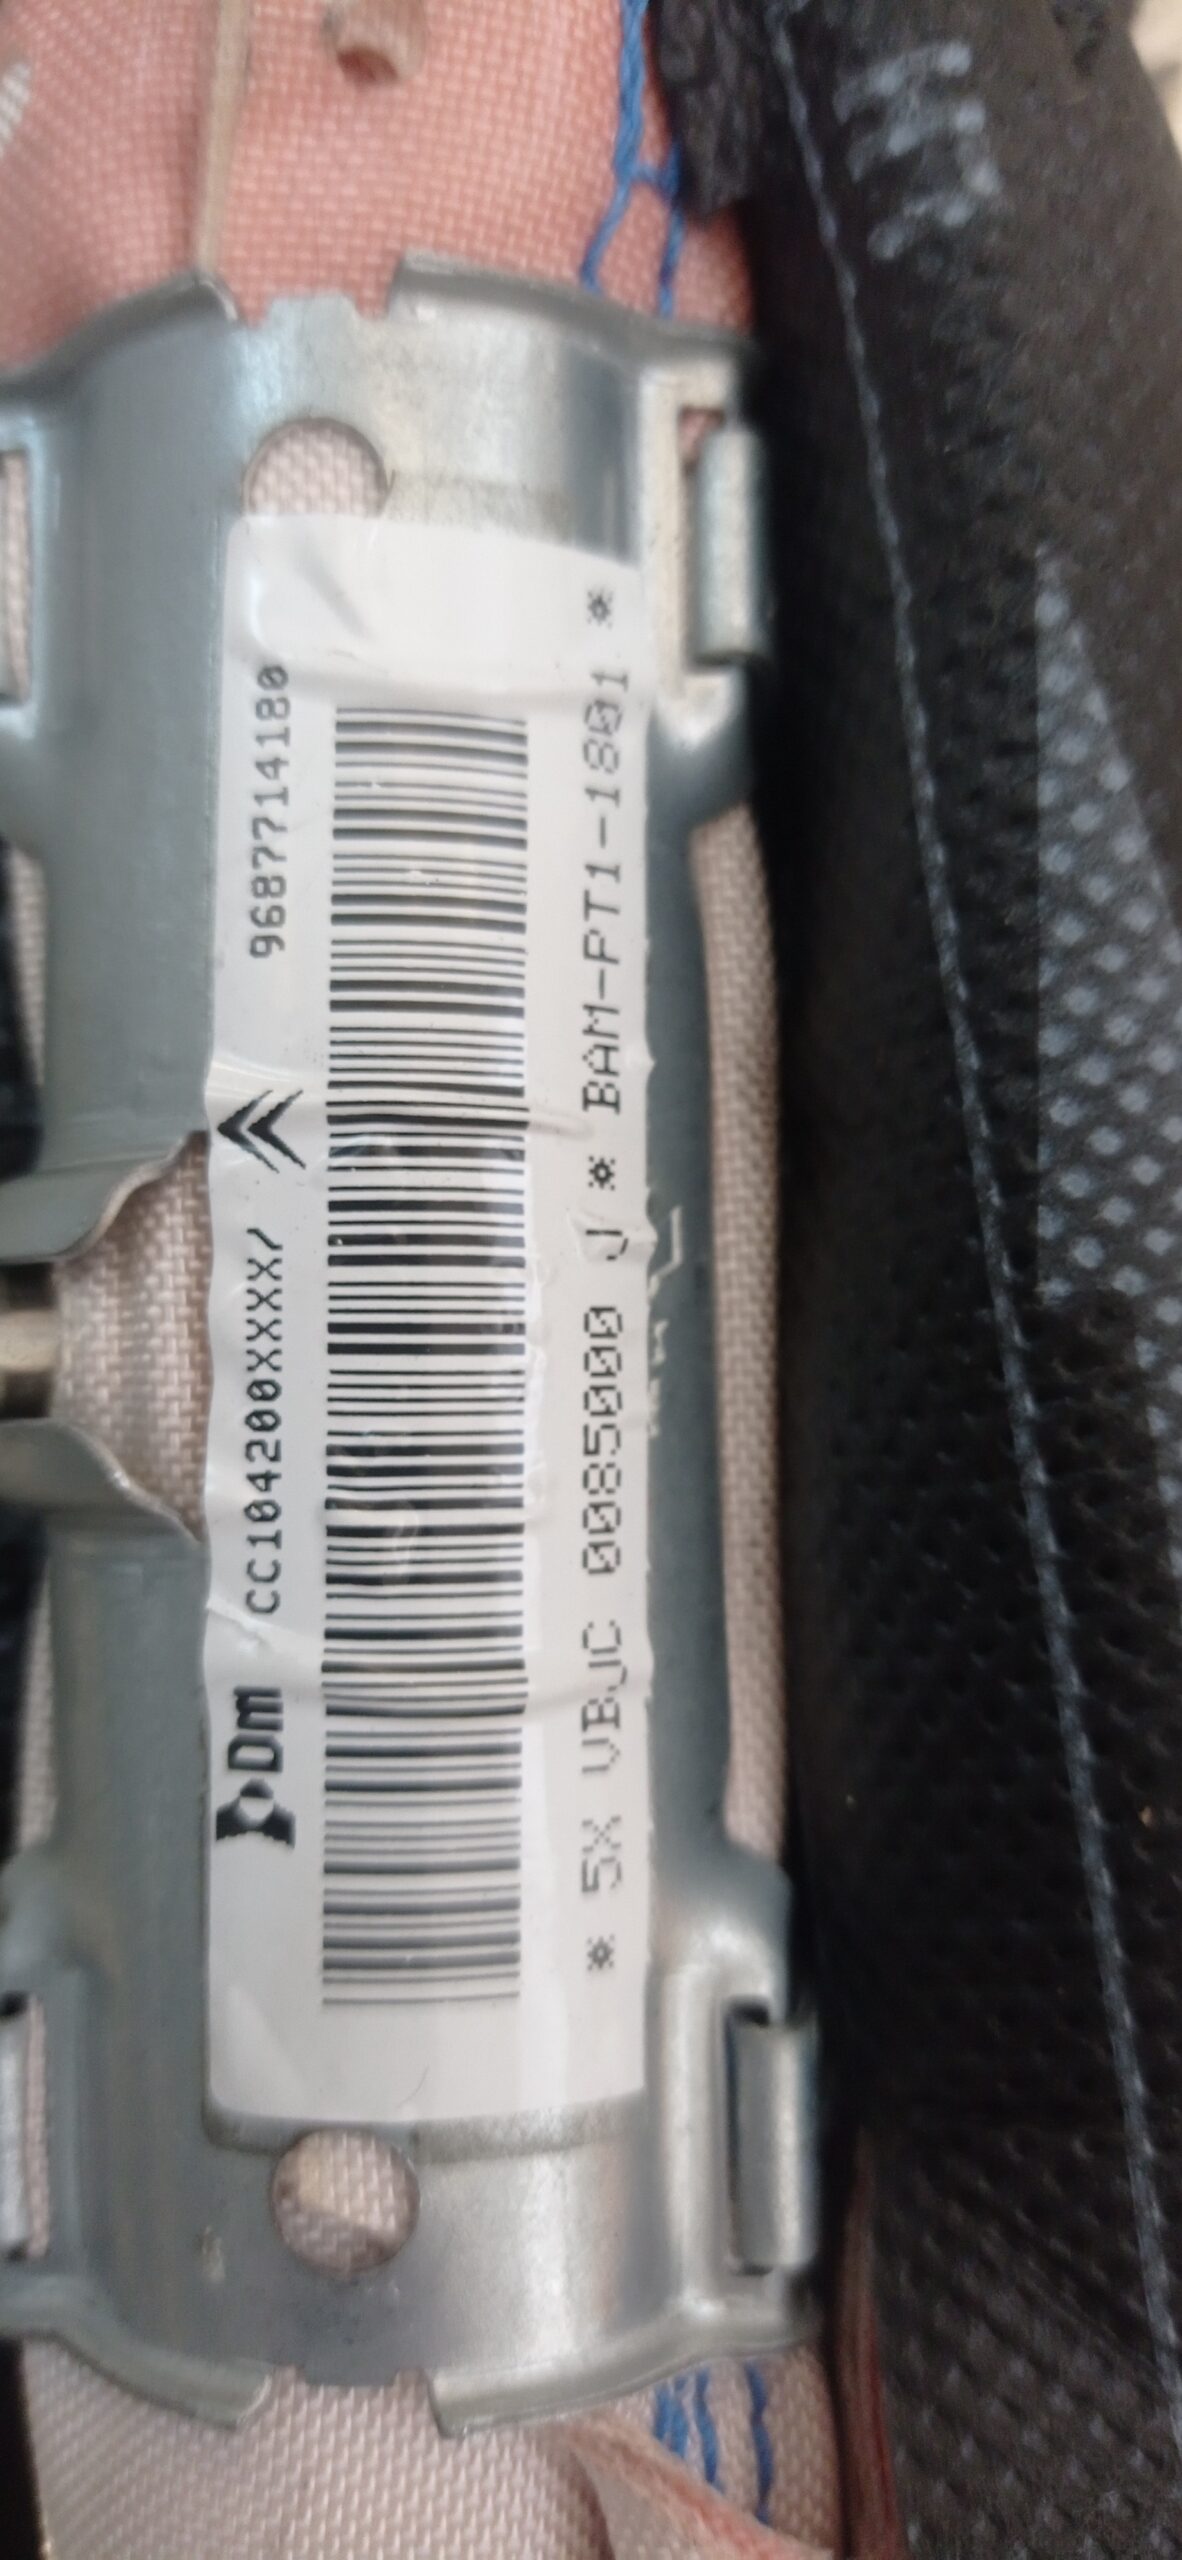 Dm CC104200XXXX/ 9687714180
* 5X VBJC 0085000 J * BAM-PT1-1801 *